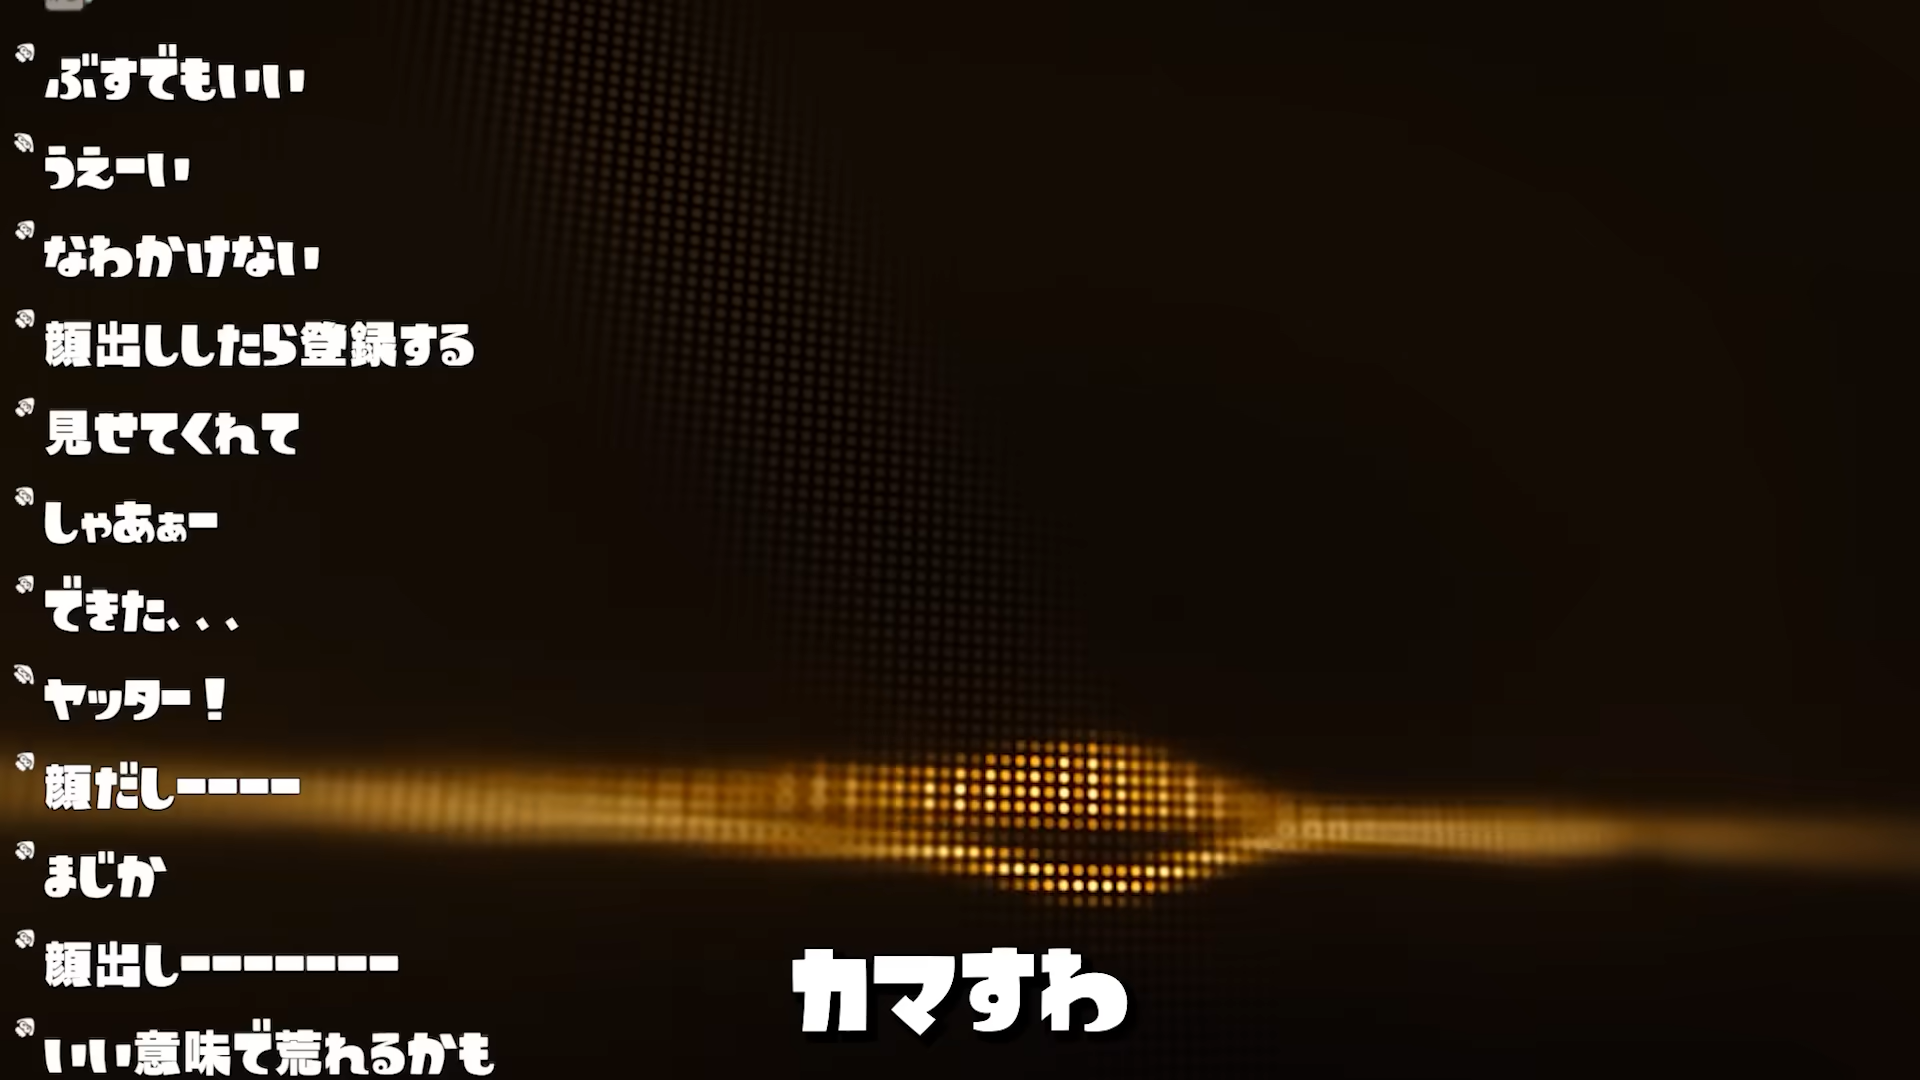 ぶすでもいい
うえーい
なわかけない
顔出ししたら登録する
見せてくれて
しゃあぁー
できた、、、
ヤッター！
顔だしーーーー
まじか
顔出しーーーーーーー
いい意味で荒れるかも
カマすわ